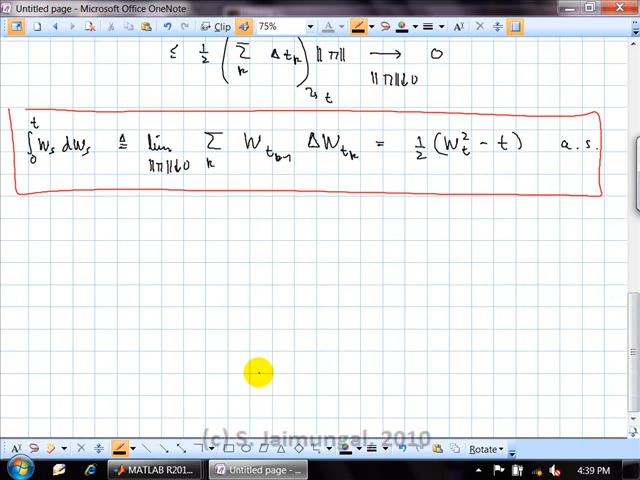 Untitled page - Microsoft Office OneNote
Clip 75%
≤ 1/2 ( Σ_k Δt_k ) ||Π|| → 0
t ||Π||↓0
∫_0^t W_s dW_s ≜ lim_{||Π||↓0} Σ_k W_{t_{k-1}} ΔW_{t_k} = 1/2 (W_t^2 - t) a.s.
(c) S. Jaimungal, 2010
Rotate
MATLAB R201... Untitled page - ... 4:39 PM